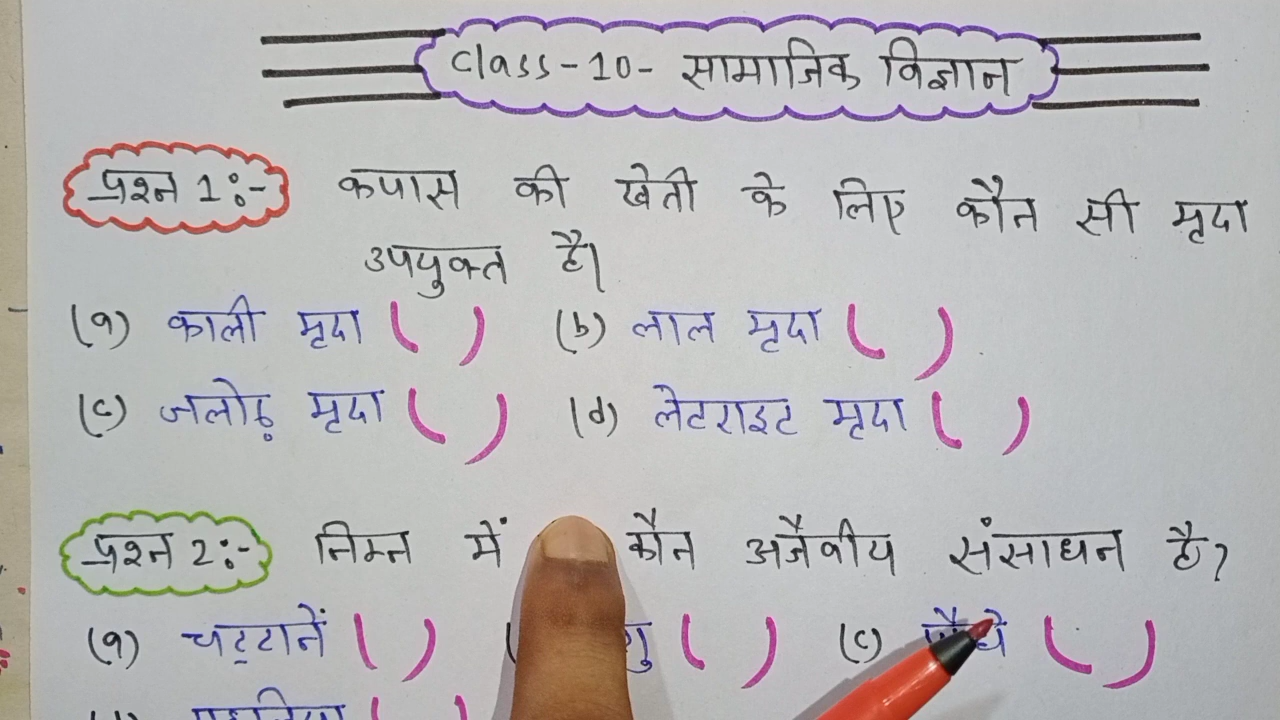 Class-10- सामाजिक विज्ञान
प्रश्न 1:- कपास की खेती के लिए कौन सी मृदा
उपयुक्त है।
(a) काली मृदा ( ) (b) लाल मृदा ( )
(c) जलोढ़ मृदा ( ) (d) लेटराइट मृदा ( )
प्रश्न 2:- निम्न में कौन अजैवीय संसाधन है?
(a) चट्टानें ( ) ( ) (c) पौधे ( )